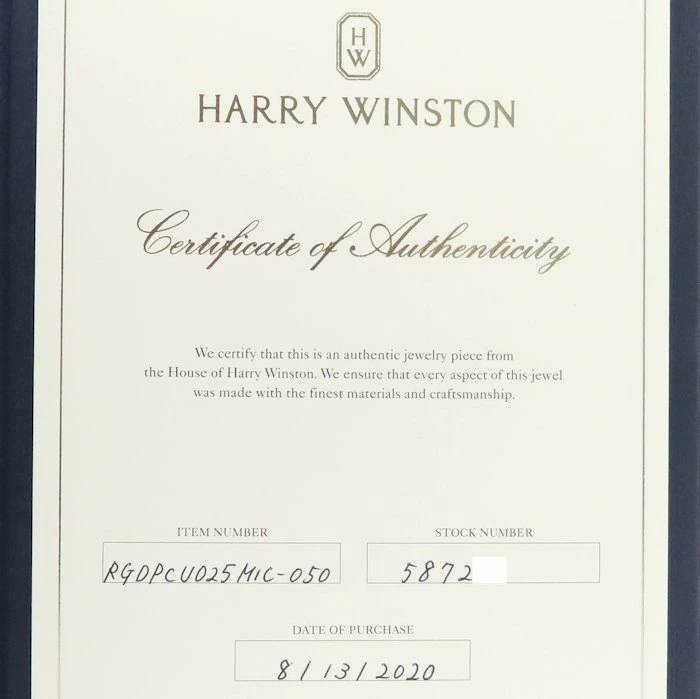 H
W
HARRY WINSTON
Certificate of Authenticity
We certify that this is an authentic jewelry piece from
the House of Harry Winston. We ensure that every aspect of this jewel
was made with the finest materials and craftsmanship.
ITEM NUMBER
RGDPCU025MIC-050
STOCK NUMBER
5872
DATE OF PURCHASE
8/13/2020